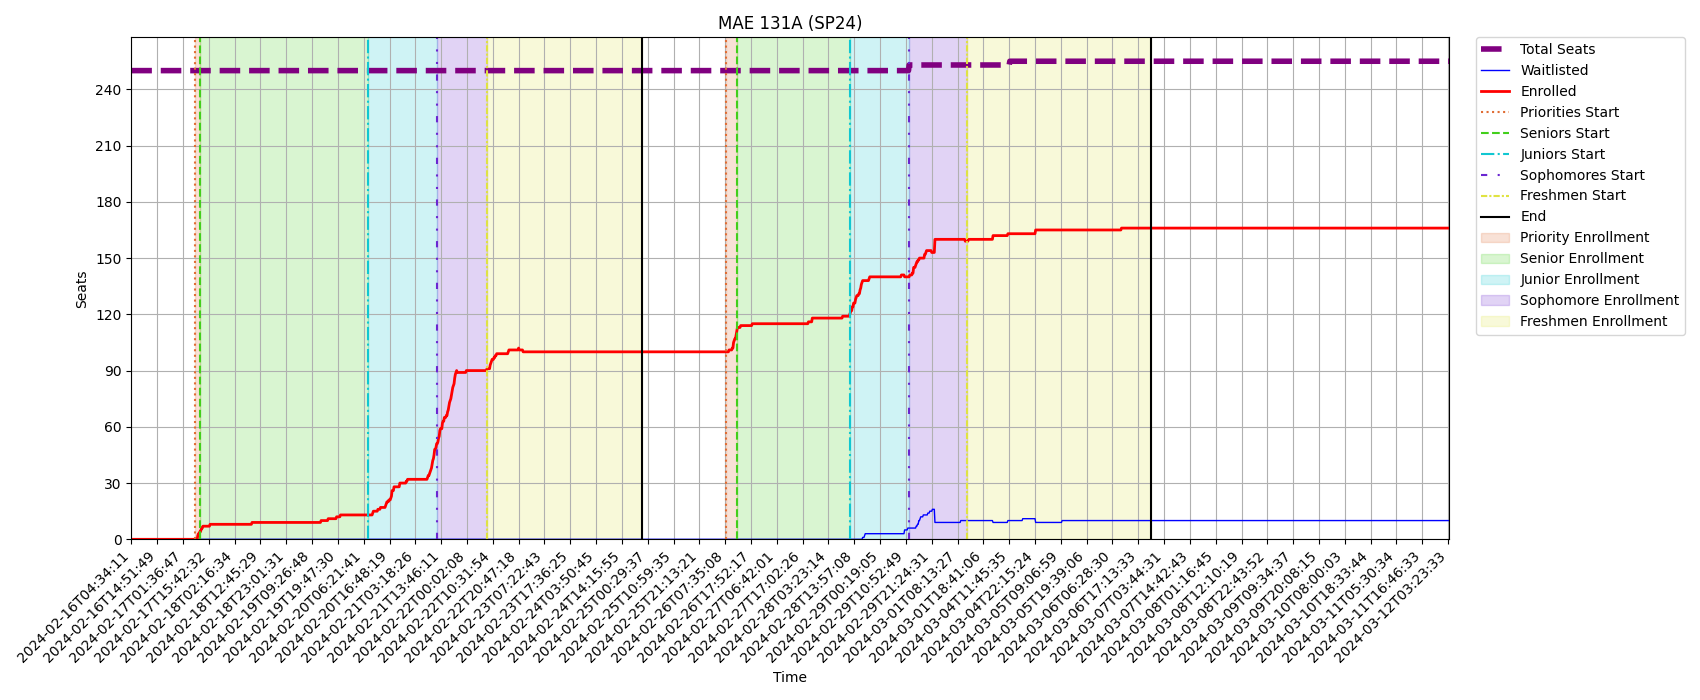 MAE 131A (SP24)
Total Seats
Waitlisted
Enrolled
Priorities Start
Seniors Start
Juniors Start
Sophomores Start
Freshmen Start
End
Priority Enrollment
Senior Enrollment
Junior Enrollment
Sophomore Enrollment
Freshmen Enrollment
Seats
240
210
180
150
120
90
60
30
0
2024-02-16T04:34:11
2024-02-16T14:51:49
2024-02-17T01:36:47
2024-02-17T15:42:32
2024-02-18T02:16:34
2024-02-18T12:45:29
2024-02-18T23:01:31
2024-02-19T09:26:48
2024-02-19T19:47:30
2024-02-20T06:21:41
2024-02-20T16:48:19
2024-02-21T03:18:26
2024-02-21T13:46:11
2024-02-22T00:02:08
2024-02-22T10:31:54
2024-02-22T20:47:18
2024-02-23T07:22:43
2024-02-23T17:36:25
2024-02-24T03:50:45
2024-02-24T14:15:55
2024-02-25T00:29:37
2024-02-25T10:59:35
2024-02-25T21:13:21
2024-02-26T07:35:08
2024-02-26T17:52:17
2024-02-27T06:42:01
2024-02-27T17:02:26
2024-02-28T03:23:14
2024-02-28T13:57:08
2024-02-29T00:19:05
2024-02-29T10:52:49
2024-02-29T21:24:31
2024-03-01T08:13:27
2024-03-01T18:41:06
2024-03-04T11:45:35
2024-03-04T22:15:24
2024-03-05T09:06:59
2024-03-05T19:39:06
2024-03-06T06:28:30
2024-03-06T17:13:33
2024-03-07T03:44:31
2024-03-07T14:42:43
2024-03-08T01:16:45
2024-03-08T12:10:19
2024-03-08T22:43:52
2024-03-09T09:34:37
2024-03-09T20:08:15
2024-03-10T08:00:03
2024-03-10T18:33:44
2024-03-11T05:30:34
2024-03-11T16:46:33
2024-03-12T03:23:33
Time